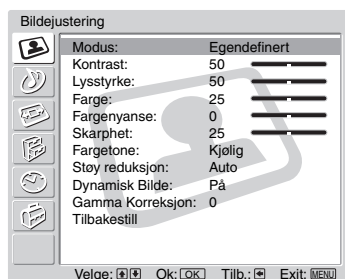 Bildejustering
Modus: Egendefinert
Kontrast: 50
Lysstyrke: 50
Farge: 25
Fargenyanse: 0
Skarphet: 25
Fargetone: Kjølig
Støy reduksjon: Auto
Dynamisk Bilde: På
Gamma Korreksjon: 0
Tilbakestill
Velge: Ok: OK Tilb.: Exit: MENU